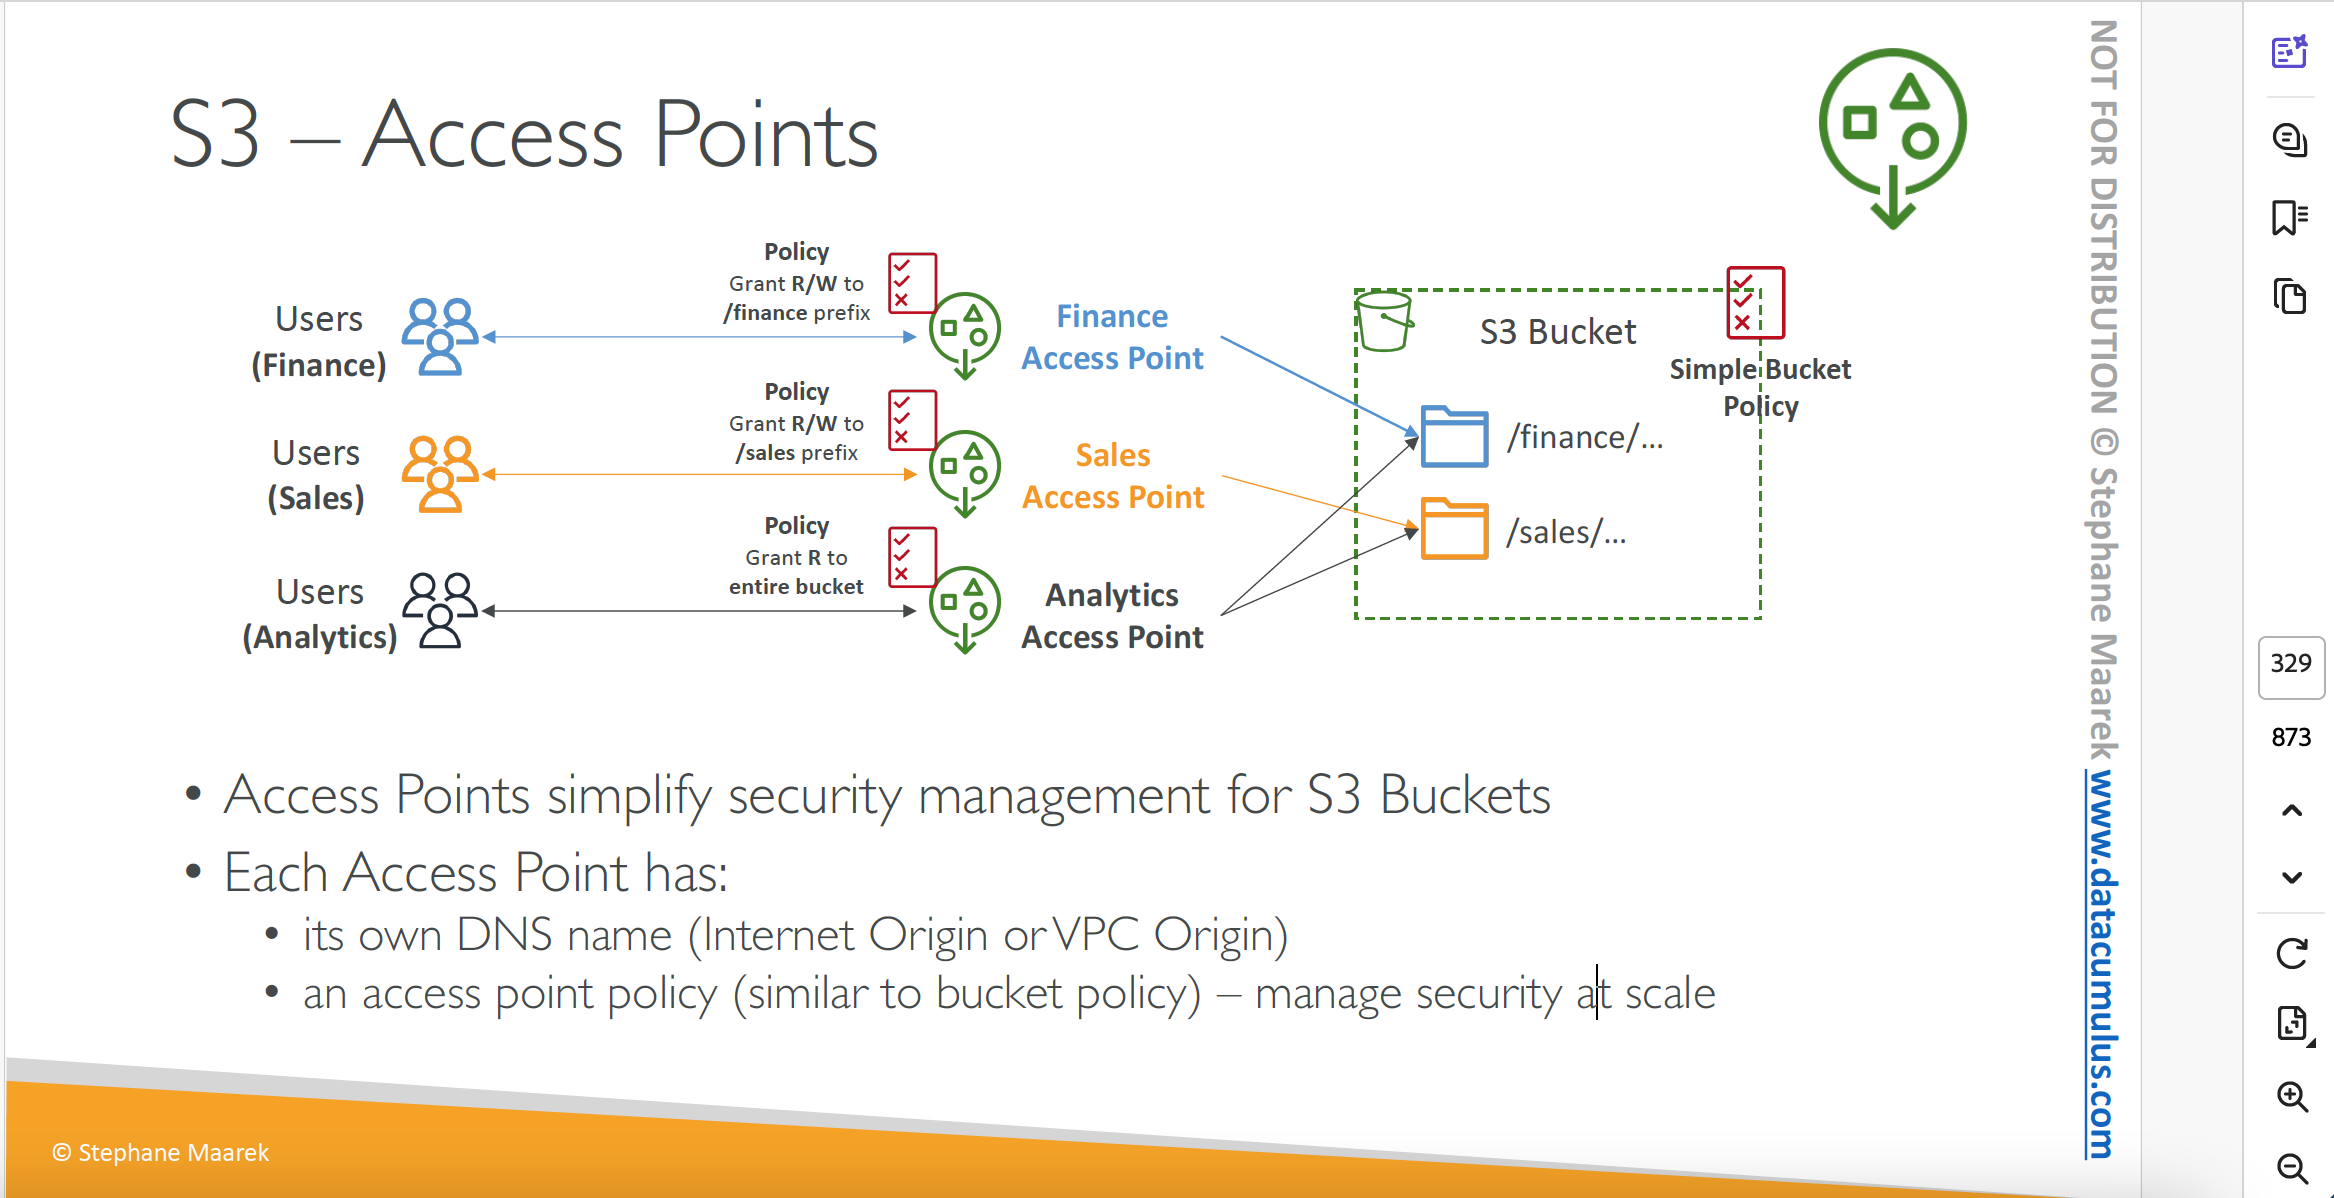 S3 – Access Points
Policy
Grant R/W to
/finance prefix
Users
(Finance)
Finance
Access Point
Policy
Grant R/W to
/sales prefix
Users
(Sales)
Sales
Access Point
Policy
Grant R to
entire bucket
Users
(Analytics)
Analytics
Access Point
S3 Bucket
Simple Bucket
Policy
/finance/...
/sales/...
• Access Points simplify security management for S3 Buckets
• Each Access Point has:
• its own DNS name (Internet Origin or VPC Origin)
• an access point policy (similar to bucket policy) – manage security at scale
© Stephane Maarek
NOT FOR DISTRIBUTION © Stephane Maarek www.datacumulus.com
329
873